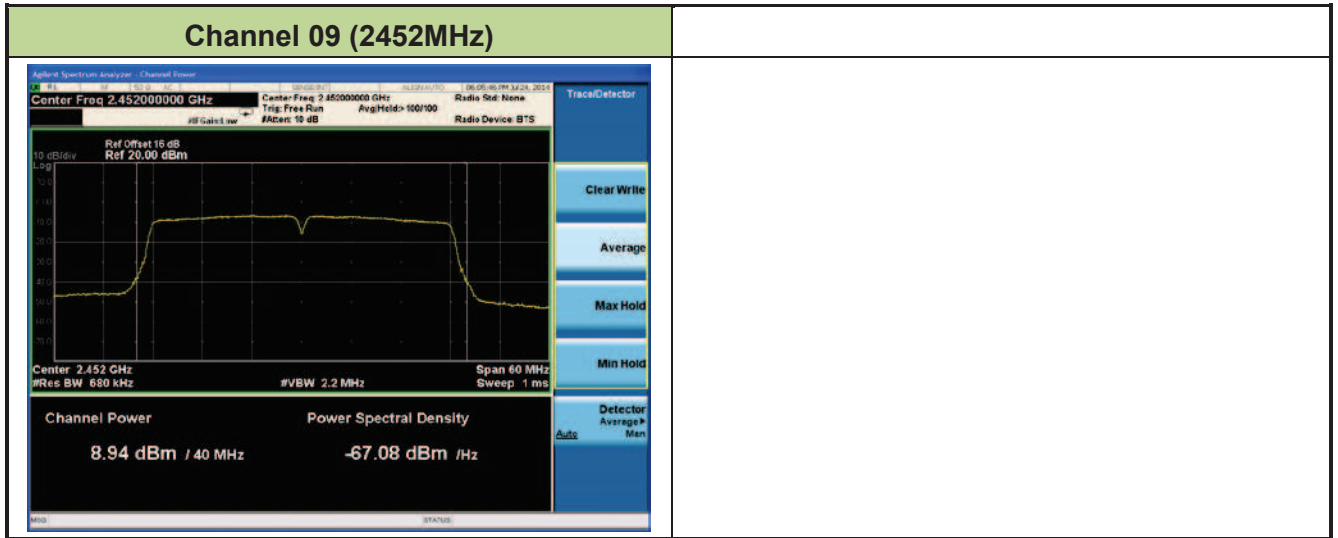 Channel 09 (2452MHz)
Agilent Spectrum Analyzer - Channel Power
Center Freq 2.452000000 GHz
Center Freq: 2.452000000 GHz
Radio Std: None
Trig: Free Run
Avg|Hold:> 100/100
#IFGain:Low
#Atten: 10 dB
Radio Device: BTS
Trace/Detector
Ref Offset 16 dB
10 dB/div
Ref 20.00 dBm
Log
Clear Write
Average
Max Hold
Min Hold
Center 2.452 GHz
Span 60 MHz
#Res BW 680 kHz
#VBW 2.2 MHz
Sweep 1 ms
Channel Power
Power Spectral Density
8.94 dBm / 40 MHz
-67.08 dBm /Hz
Detector
Average▶
Auto
Man
MSG
STATUS